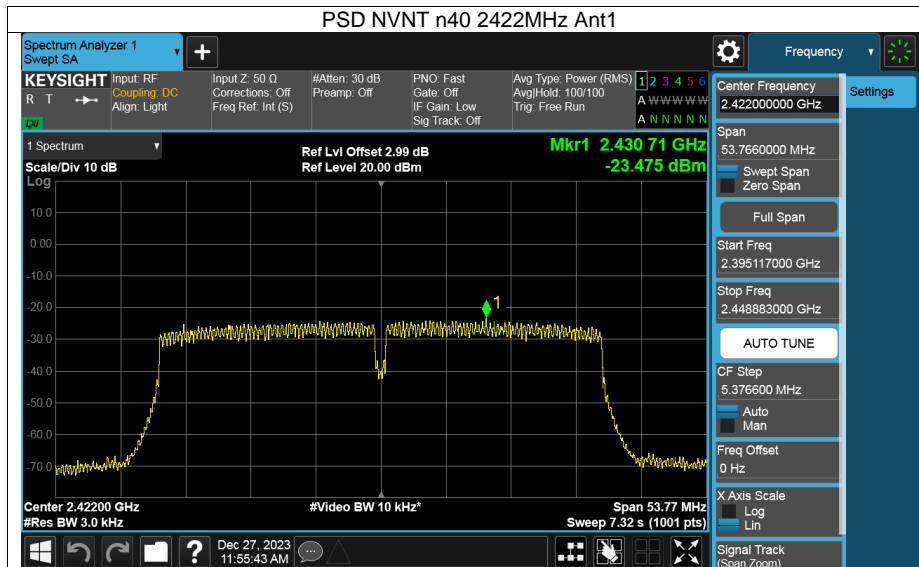 PSD NVNT n40 2422MHz Ant1
Spectrum Analyzer 1
Swept SA
+
Frequency
KEYSIGHT
R T
LXI
Input: RF
Coupling: DC
Align: Light
Input Z: 50 Ω
Corrections: Off
Freq Ref: Int (S)
#Atten: 30 dB
Preamp: Off
PNO: Fast
Gate: Off
IF Gain: Low
Sig Track: Off
Avg Type: Power (RMS)
Avg|Hold: 100/100
Trig: Free Run
1 2 3 4 5 6
A W W W W W
A N N N N N
Center Frequency
2.422000000 GHz
Settings
1 Spectrum
Scale/Div 10 dB
Log
Ref Lvl Offset 2.99 dB
Ref Level 20.00 dBm
Mkr1 2.430 71 GHz
-23.475 dBm
10.0
0.00
-10.0
-20.0
-30.0
-40.0
-50.0
-60.0
-70.0
1
Span
53.7660000 MHz
Swept Span
Zero Span
Full Span
Start Freq
2.395117000 GHz
Stop Freq
2.448883000 GHz
AUTO TUNE
CF Step
5.376600 MHz
Auto
Man
Freq Offset
0 Hz
X Axis Scale
Log
Lin
Signal Track
(Span Zoom)
Center 2.42200 GHz
#Res BW 3.0 kHz
#Video BW 10 kHz*
Span 53.77 MHz
Sweep 7.32 s (1001 pts)
?
Dec 27, 2023
11:55:43 AM